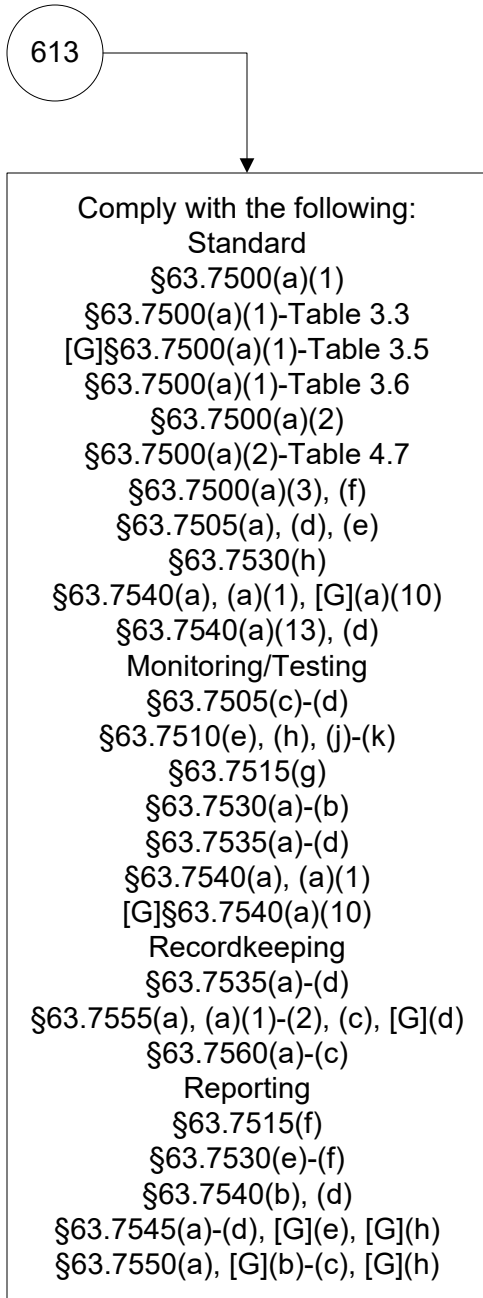 613
Comply with the following:
Standard
§63.7500(a)(1)
§63.7500(a)(1)-Table 3.3
[G]§63.7500(a)(1)-Table 3.5
§63.7500(a)(1)-Table 3.6
§63.7500(a)(2)
§63.7500(a)(2)-Table 4.7
§63.7500(a)(3), (f)
§63.7505(a), (d), (e)
§63.7530(h)
§63.7540(a), (a)(1), [G](a)(10)
§63.7540(a)(13), (d)
Monitoring/Testing
§63.7505(c)-(d)
§63.7510(e), (h), (j)-(k)
§63.7515(g)
§63.7530(a)-(b)
§63.7535(a)-(d)
§63.7540(a), (a)(1)
[G]§63.7540(a)(10)
Recordkeeping
§63.7535(a)-(d)
§63.7555(a), (a)(1)-(2), (c), [G](d)
§63.7560(a)-(c)
Reporting
§63.7515(f)
§63.7530(e)-(f)
§63.7540(b), (d)
§63.7545(a)-(d), [G](e), [G](h)
§63.7550(a), [G](b)-(c), [G](h)